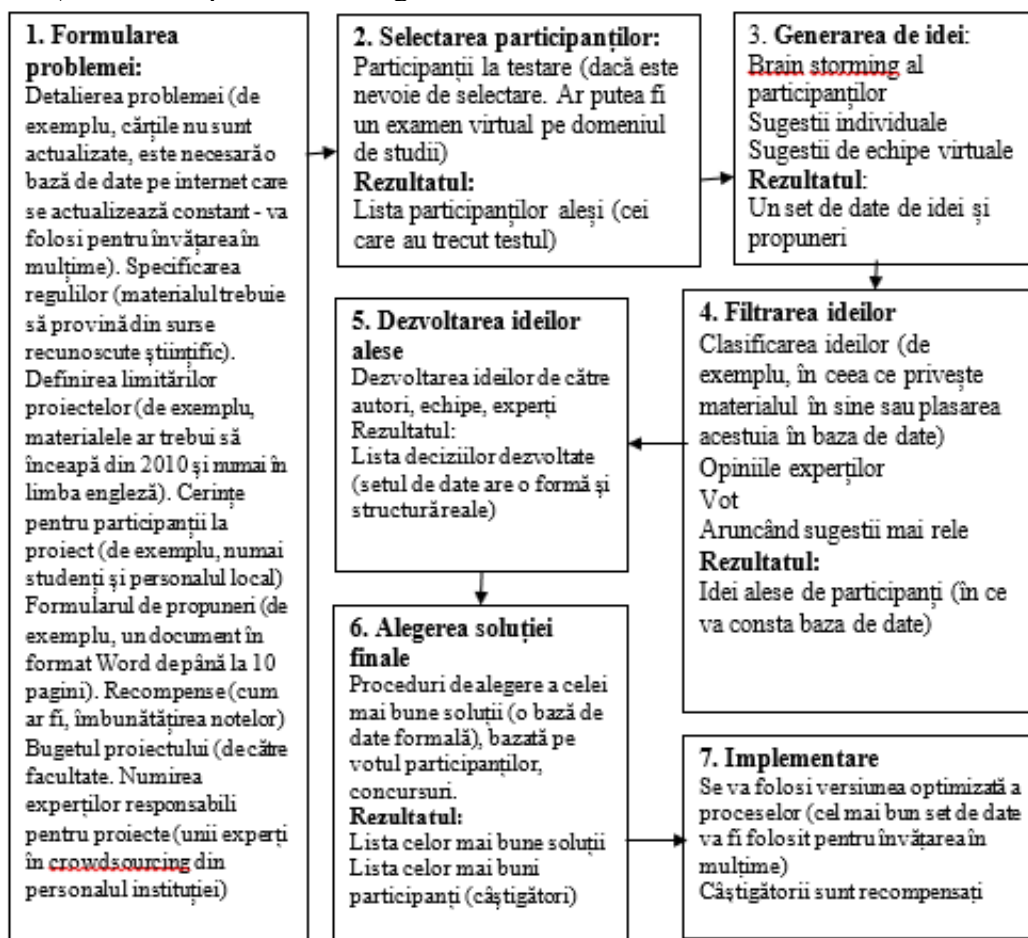 1. Formularea
problemei:
Detalierea problemei (de
exemplu, cărțile nu sunt
actualizate, este necesară o
bază de date pe internet care
se actualizează constant - va
folosi pentru învățarea în
mulțime). Specificarea
regulilor (materialul trebuie
să provină din surse
recunoscute științific).
Definirea limitărilor
proiectelor (de exemplu,
materialele ar trebui să
înceapă din 2010 și numai în
limba engleză). Cerințe
pentru participanții la
proiect (de exemplu, numai
studenți și personalul local)
Formularul de propuneri (de
exemplu, un document în
format Word de până la 10
pagini). Recompense (cum
ar fi, îmbunătățirea notelor)
Bugetul proiectului (de către
facultate. Numirea
experților responsabili
pentru proiecte (unii experți
în crowdsourcing din
personalul instituției)
2. Selectarea participanților:
Participanții la testare (dacă este
nevoie de selectare. Ar putea fi
un examen virtual pe domeniul
de studii)
Rezultatul:
Lista participanților aleși (cei
care au trecut testul)
3. Generarea de idei:
Brain storming al
participanților
Sugestii individuale
Sugestii de echipe virtuale
Rezultatul:
Un set de date de idei și
propuneri
4. Filtrarea ideilor
Clasificarea ideilor (de
exemplu, în ceea ce privește
materialul în sine sau plasarea
acestuia în baza de date)
Opiniile experților
Vot
Aruncând sugestii mai rele
Rezultatul:
Idei alese de participanți (în ce
va consta baza de date)
5. Dezvoltarea ideilor
alese
Dezvoltarea ideilor de către
autori, echipe, experți
Rezultatul:
Lista deciziilor dezvoltate
(setul de date are o formă și
structură reale)
6. Alegerea soluției
finale
Proceduri de alegere a celei
mai bune soluții (o bază de
date formală), bazată pe
votul participanților,
concursuri.
Rezultatul:
Lista celor mai bune soluții
Lista celor mai buni
participanți (câștigători)
7. Implementare
Se va folosi versiunea optimizată a
proceselor (cel mai bun set de date
va fi folosit pentru învățarea în
mulțime)
Câștigătorii sunt recompensați